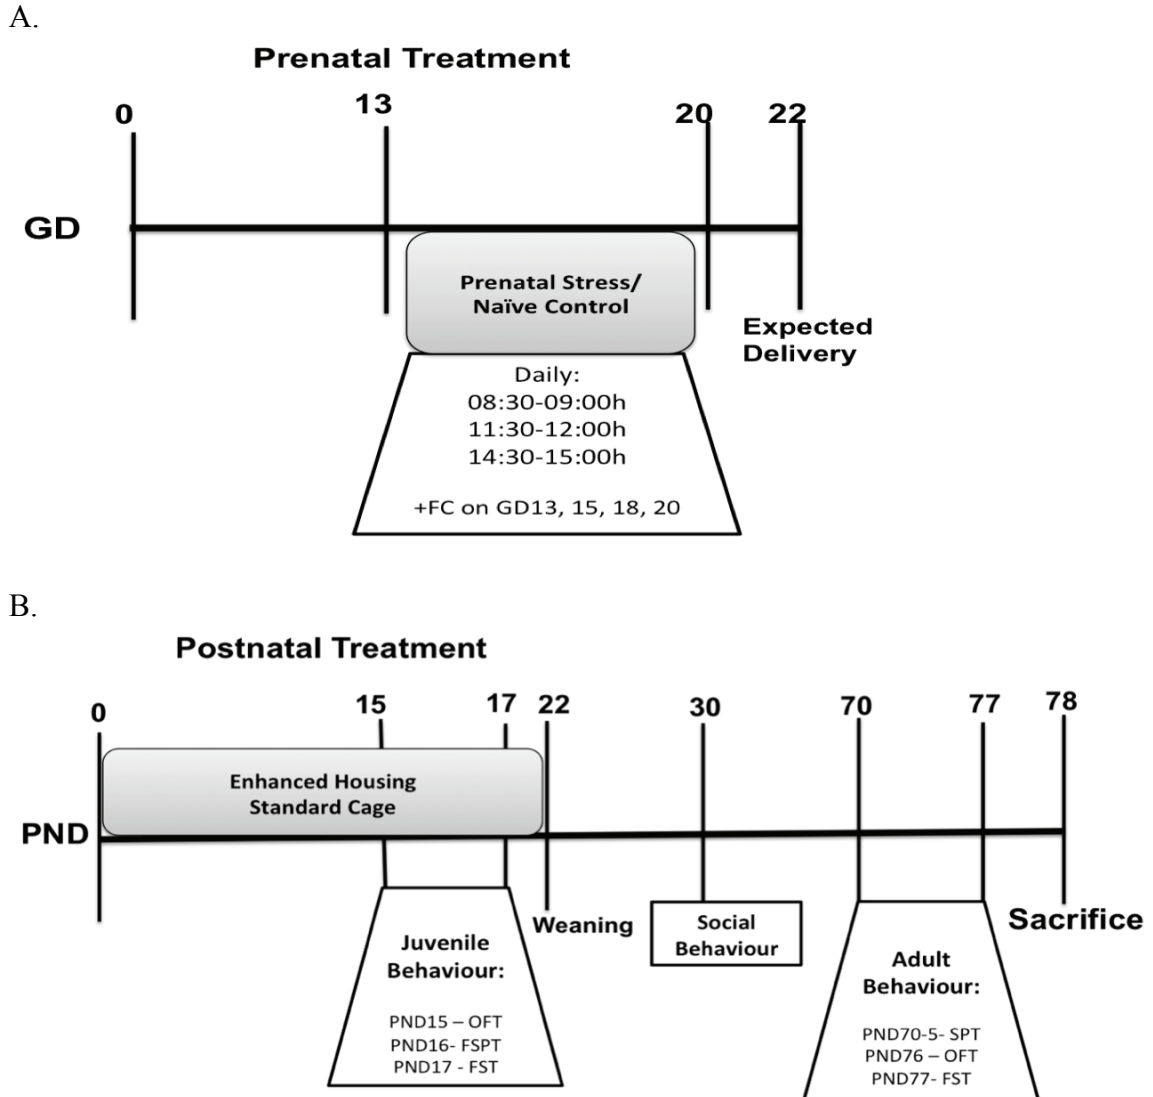 A.
Prenatal Treatment
0
13
20
22
GD
Prenatal Stress/
Naïve Control
Expected
Delivery
Daily:
08:30-09:00h
11:30-12:00h
14:30-15:00h
+FC on GD13, 15, 18, 20
B.
Postnatal Treatment
0
15
17
22
30
70
77
78
Enhanced Housing
Standard Cage
PND
Weaning
Social
Behaviour
Sacrifice
Juvenile
Behaviour:
PND15 – OFT
PND16- FSPT
PND17 - FST
Adult
Behaviour:
PND70-5- SPT
PND76 – OFT
PND77- FST